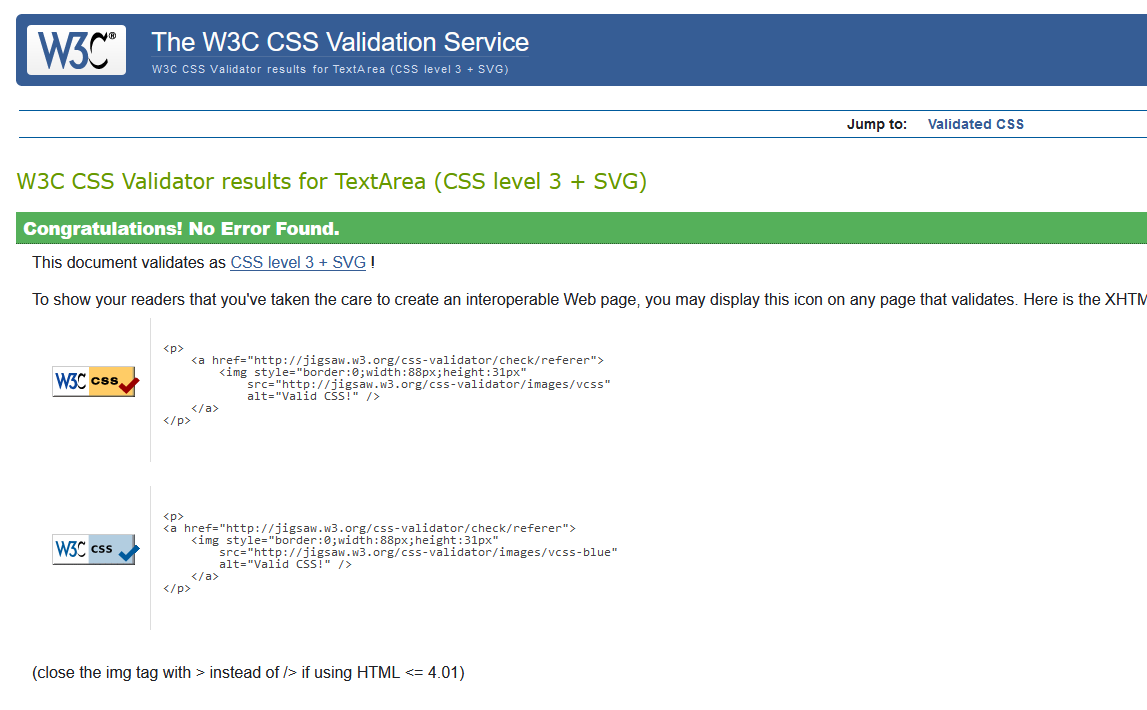 W3C®
The W3C CSS Validation Service
W3C CSS Validator results for TextArea (CSS level 3 + SVG)
Jump to: Validated CSS
W3C CSS Validator results for TextArea (CSS level 3 + SVG)
Congratulations! No Error Found.
This document validates as CSS level 3 + SVG !
To show your readers that you've taken the care to create an interoperable Web page, you may display this icon on any page that validates. Here is the XHTM
W3C css
<p>
<a href="http://jigsaw.w3.org/css-validator/check/referer">
<img style="border:0;width:88px;height:31px"
src="http://jigsaw.w3.org/css-validator/images/vcss"
alt="Valid CSS!" />
</a>
</p>
W3C css
<p>
<a href="http://jigsaw.w3.org/css-validator/check/referer">
<img style="border:0;width:88px;height:31px"
src="http://jigsaw.w3.org/css-validator/images/vcss-blue"
alt="Valid CSS!" />
</a>
</p>
(close the img tag with > instead of /> if using HTML <= 4.01)